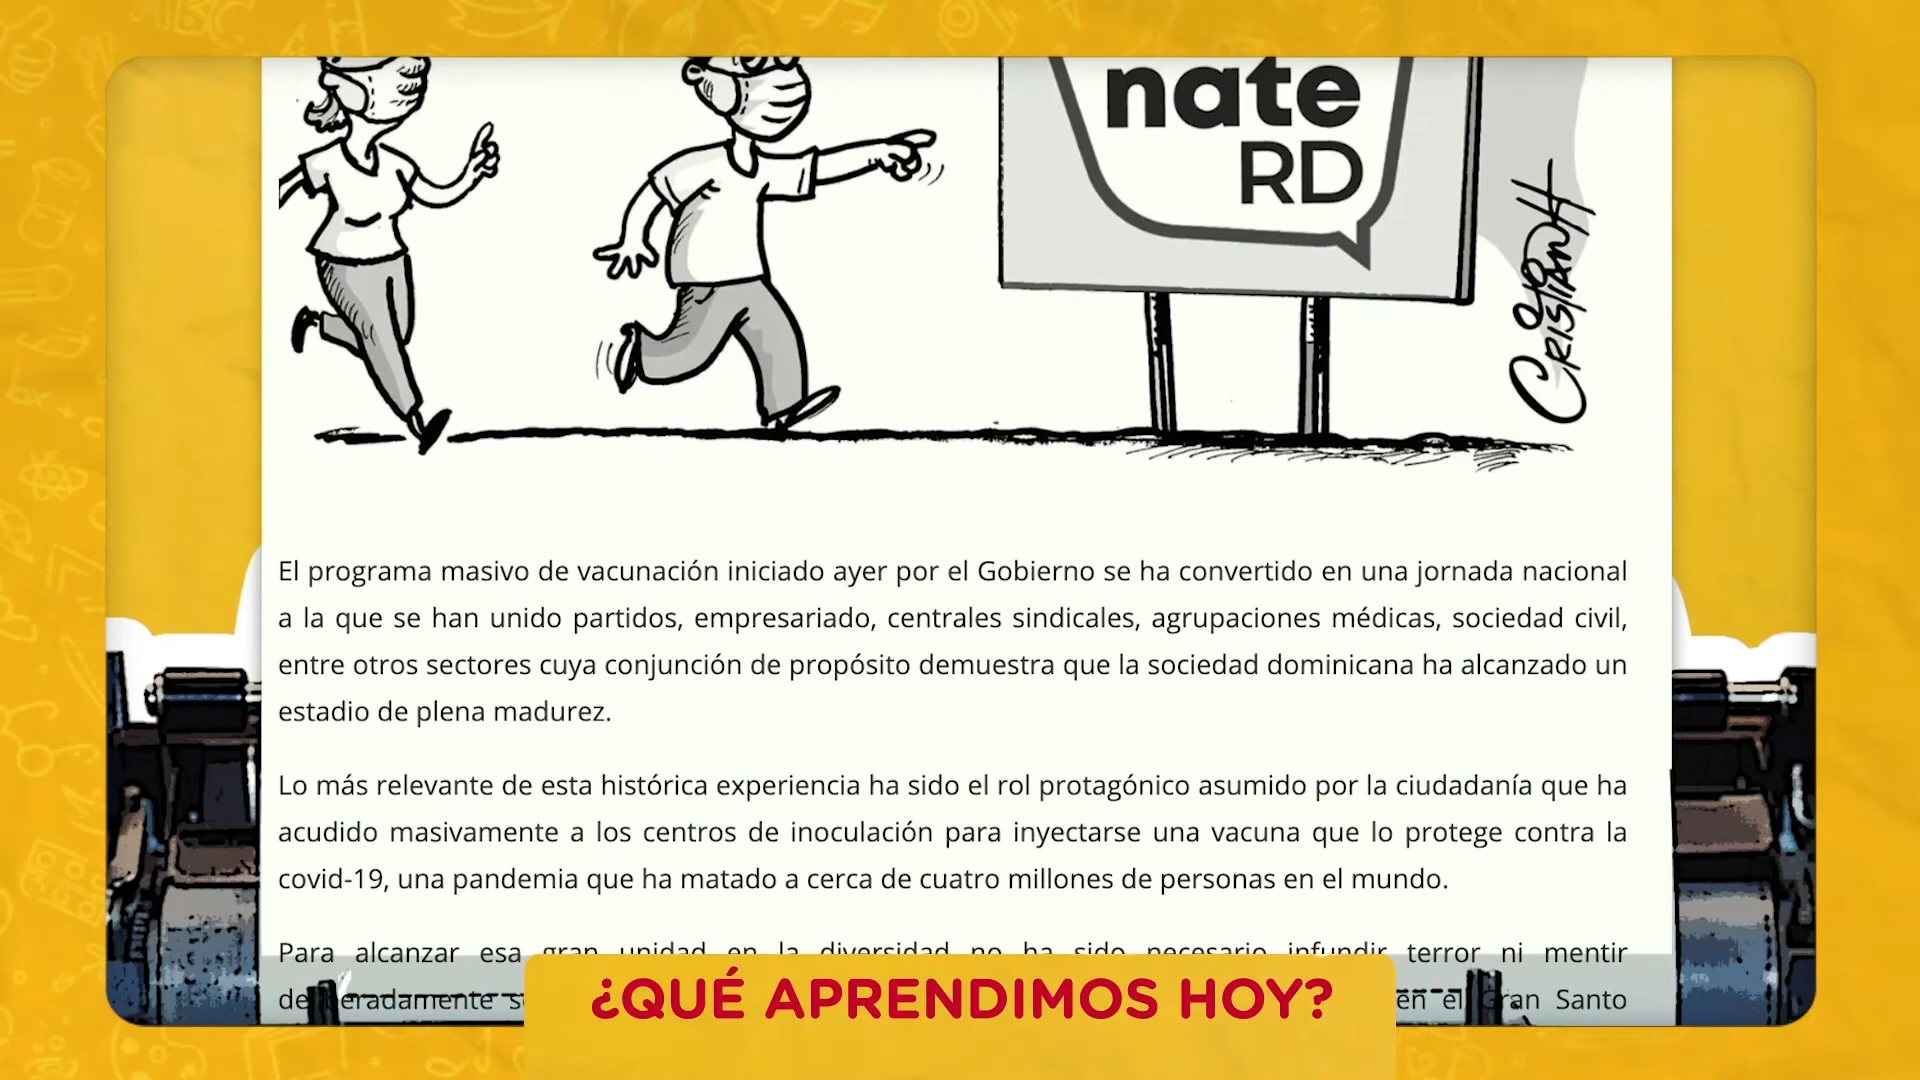 nate
RD
CRISTIANH
El programa masivo de vacunación iniciado ayer por el Gobierno se ha convertido en una jornada nacional
a la que se han unido partidos, empresariado, centrales sindicales, agrupaciones médicas, sociedad civil,
entre otros sectores cuya conjunción de propósito demuestra que la sociedad dominicana ha alcanzado un
estadio de plena madurez.
Lo más relevante de esta histórica experiencia ha sido el rol protagónico asumido por la ciudadanía que ha
acudido masivamente a los centros de inoculación para inyectarse una vacuna que lo protege contra la
covid-19, una pandemia que ha matado a cerca de cuatro millones de personas en el mundo.
Para alcanzar esa gran unidad en la diversidad no ha sido necesario infundir terror ni mentir
en el Gran Santo
¿QUÉ APRENDIMOS HOY?